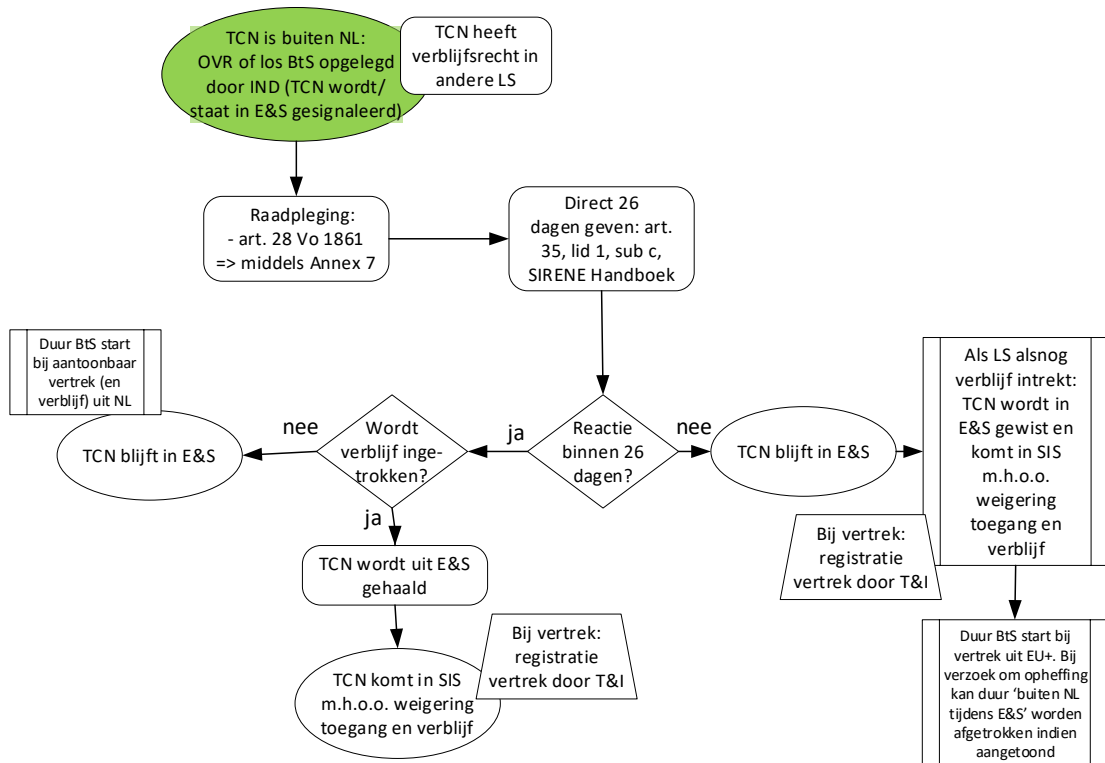 TCN is buiten NL:
OVR of los BtS opgelegd
door IND (TCN wordt/
staat in E&S gesignaleerd)
TCN heeft
verblijfsrecht in
andere LS
Raadpleging:
- art. 28 Vo 1861
=> middels Annex 7
Direct 26
dagen geven: art.
35, lid 1, sub c,
SIRENE Handboek
Duur BtS start
bij aantoonbaar
vertrek (en
verblijf) uit NL
TCN blijft in E&S
nee
Wordt
verblijf inge-
trokken?
ja
Reactie
binnen 26
dagen?
nee
TCN blijft in E&S
Als LS alsnog
verblijf intrekt:
TCN wordt in
E&S gewist en
komt in SIS
m.h.o.o.
weigering
toegang en
verblijf
Bij vertrek:
registratie
vertrek door T&I
ja
TCN wordt uit E&S
gehaald
Bij vertrek:
registratie
vertrek door T&I
TCN komt in SIS
m.h.o.o. weigering
toegang en verblijf
Duur BtS start bij
vertrek uit EU+. Bij
verzoek om opheffing
kan duur ‘buiten NL
tijdens E&S’ worden
afgetrokken indien
aangetoond